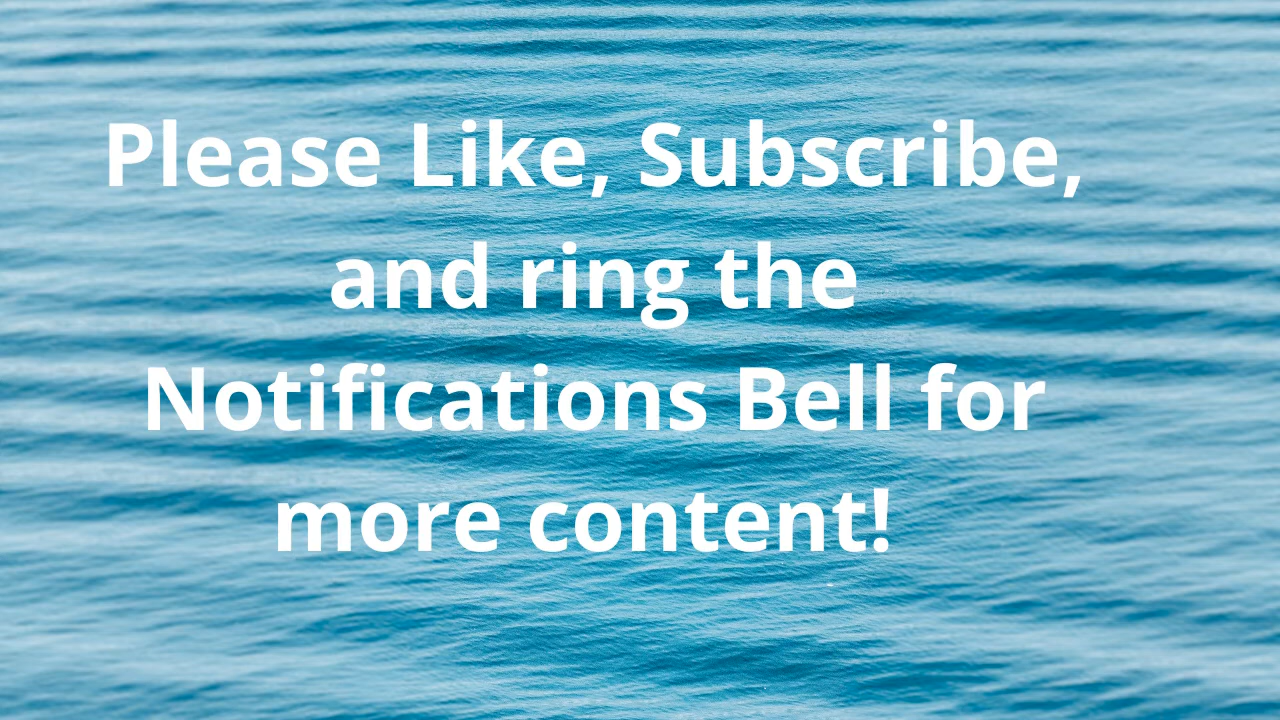 Please Like, Subscribe,
and ring the
Notifications Bell for
more content!